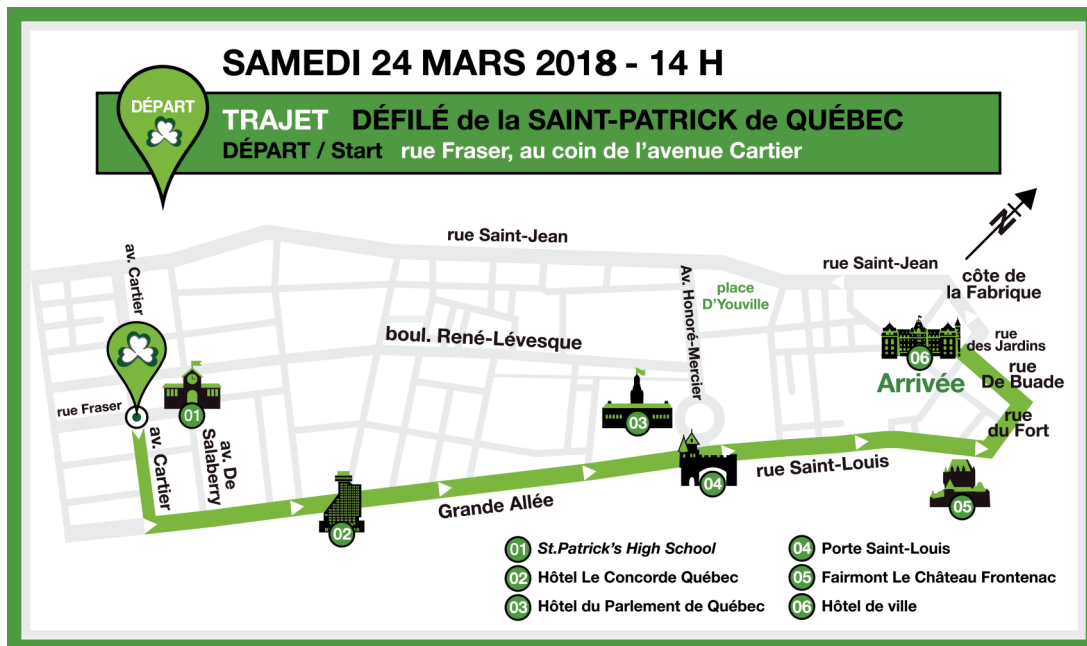 SAMEDI 24 MARS 2018 - 14 H
DÉPART
TRAJET DÉFILÉ de la SAINT-PATRICK de QUÉBEC
DÉPART / Start rue Fraser, au coin de l'avenue Cartier
N
rue Saint-Jean
av. Cartier
rue Saint-Jean
côte de
la Fabrique
Av. Honoré-Mercier
place
D'Youville
boul. René-Lévesque
rue
des Jardins
06
Arrivée
rue
De Buade
rue Fraser
01
03
rue
du Fort
av. Cartier
av. De
Salaberry
rue Saint-Louis
04
Grande Allée
05
02
01 St.Patrick's High School
02 Hôtel Le Concorde Québec
03 Hôtel du Parlement de Québec
04 Porte Saint-Louis
05 Fairmont Le Château Frontenac
06 Hôtel de ville